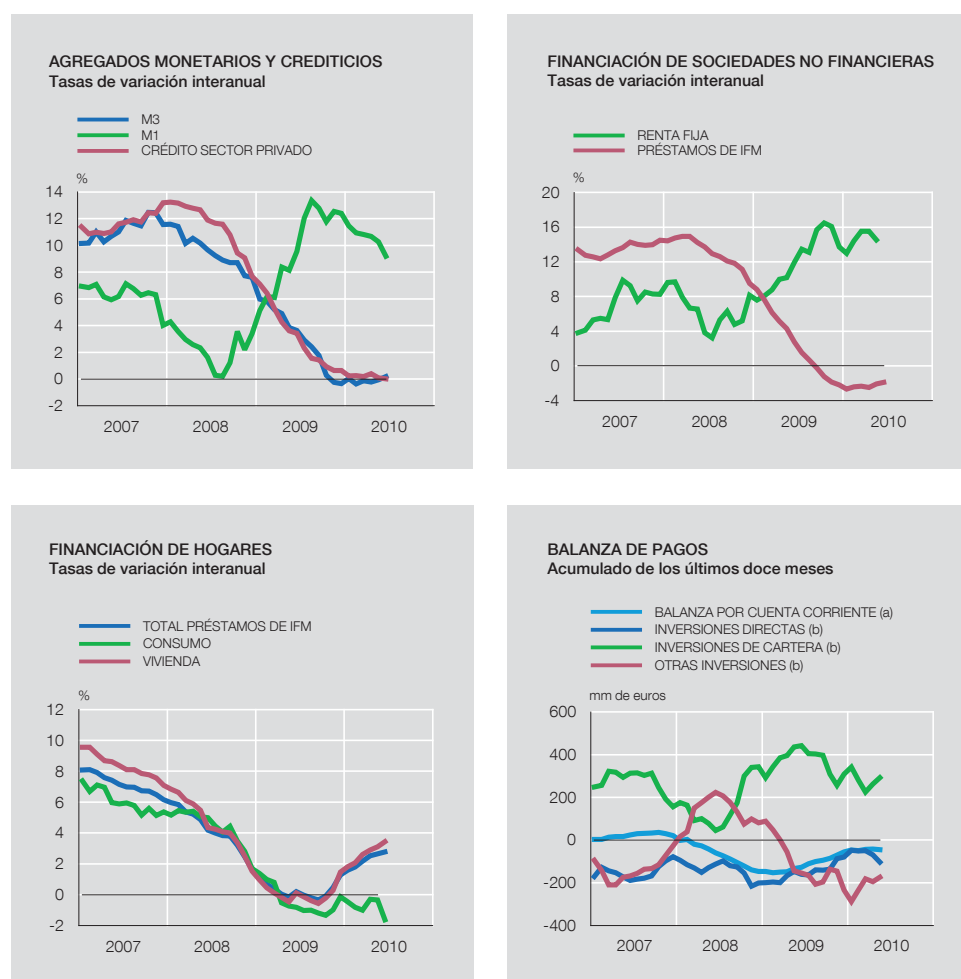 AGREGADOS MONETARIOS Y CREDITICIOS
Tasas de variación interanual
M3
M1
CRÉDITO SECTOR PRIVADO
%
14
12
10
8
6
4
2
0
-2
2007 2008 2009 2010
FINANCIACIÓN DE SOCIEDADES NO FINANCIERAS
Tasas de variación interanual
RENTA FIJA
PRÉSTAMOS DE IFM
%
20
16
12
8
4
0
-4
2007 2008 2009 2010
FINANCIACIÓN DE HOGARES
Tasas de variación interanual
TOTAL PRÉSTAMOS DE IFM
CONSUMO
VIVIENDA
%
12
10
8
6
4
2
0
-2
2007 2008 2009 2010
BALANZA DE PAGOS
Acumulado de los últimos doce meses
BALANZA POR CUENTA CORRIENTE (a)
INVERSIONES DIRECTAS (b)
INVERSIONES DE CARTERA (b)
OTRAS INVERSIONES (b)
mm de euros
600
400
200
0
-200
-400
2007 2008 2009 2010